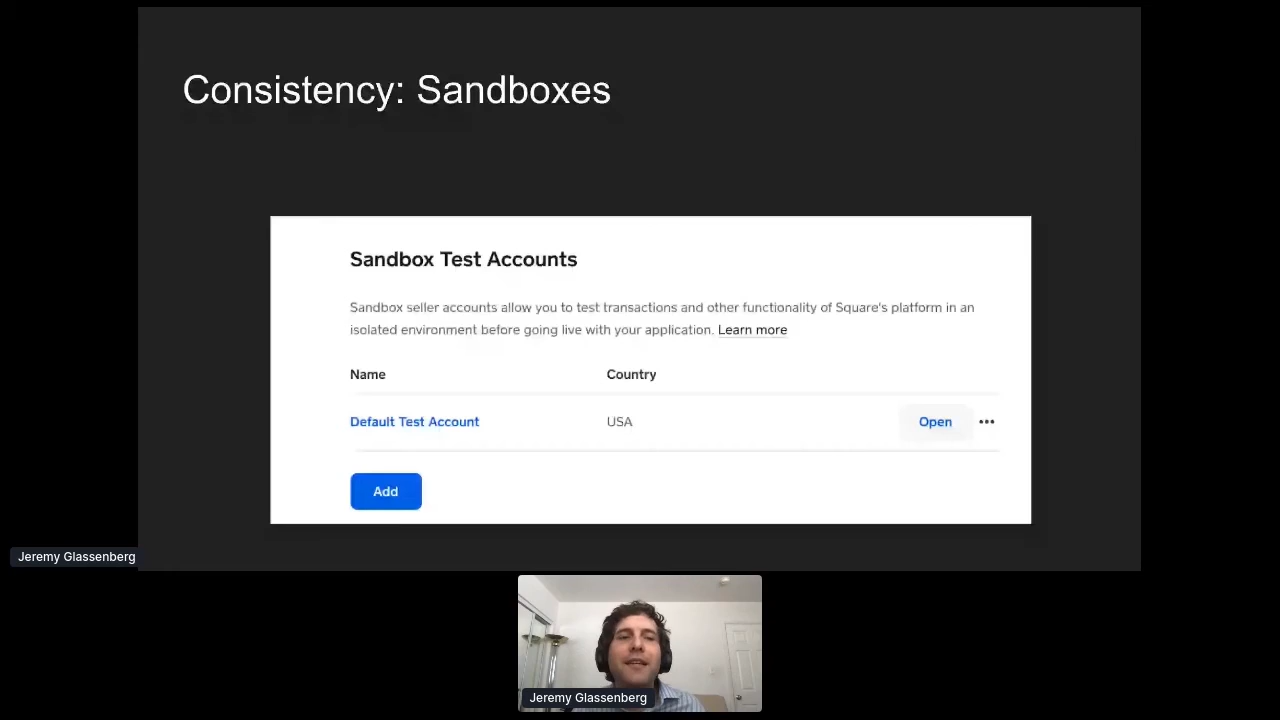 Consistency: Sandboxes
Sandbox Test Accounts
Sandbox seller accounts allow you to test transactions and other functionality of Square's platform in an
isolated environment before going live with your application. Learn more
Name Country
Default Test Account USA Open •••
Add
Jeremy Glassenberg
Jeremy Glassenberg